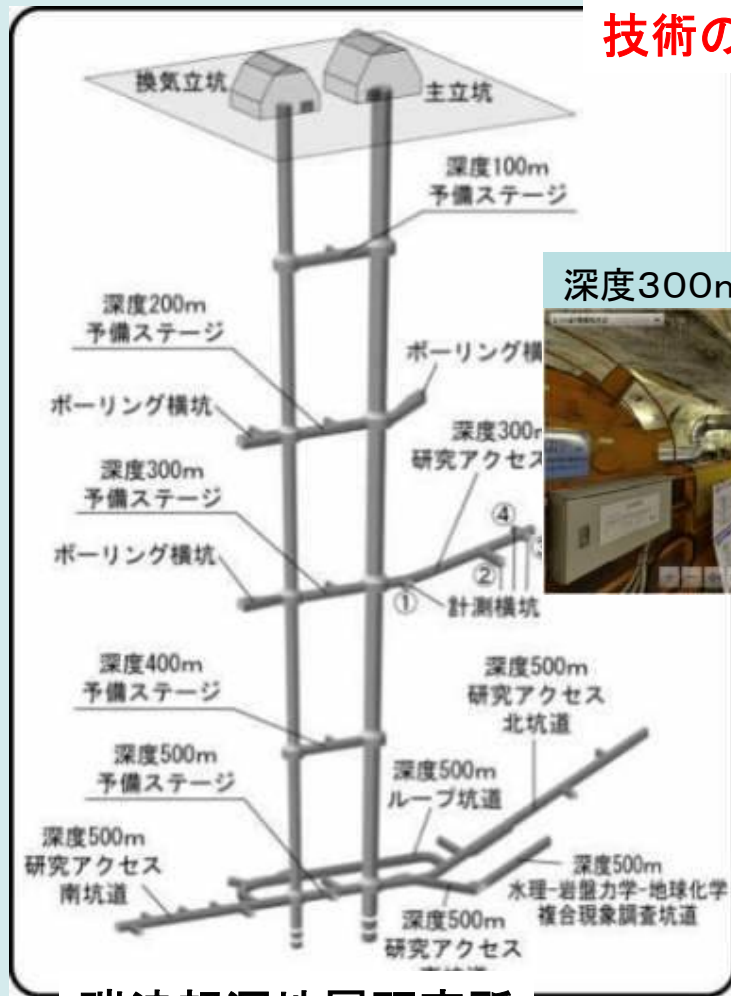 技術の
換気立坑
主立坑
深度100m
予備ステージ
深度200m
予備ステージ
深度300m
ボーリング横
ボーリング横坑
深度300m
予備ステージ
深度300
研究アクセス
ボーリング横坑
④
②
①
計測横坑
深度400m
予備ステージ
深度500m
研究アクセス
北坑道
深度500m
予備ステージ
深度500m
ループ坑道
深度500m
研究アクセス
南坑道
深度500m
水理-岩盤力学-地球化学
複合現象調査坑道
深度500m
研究アクセス